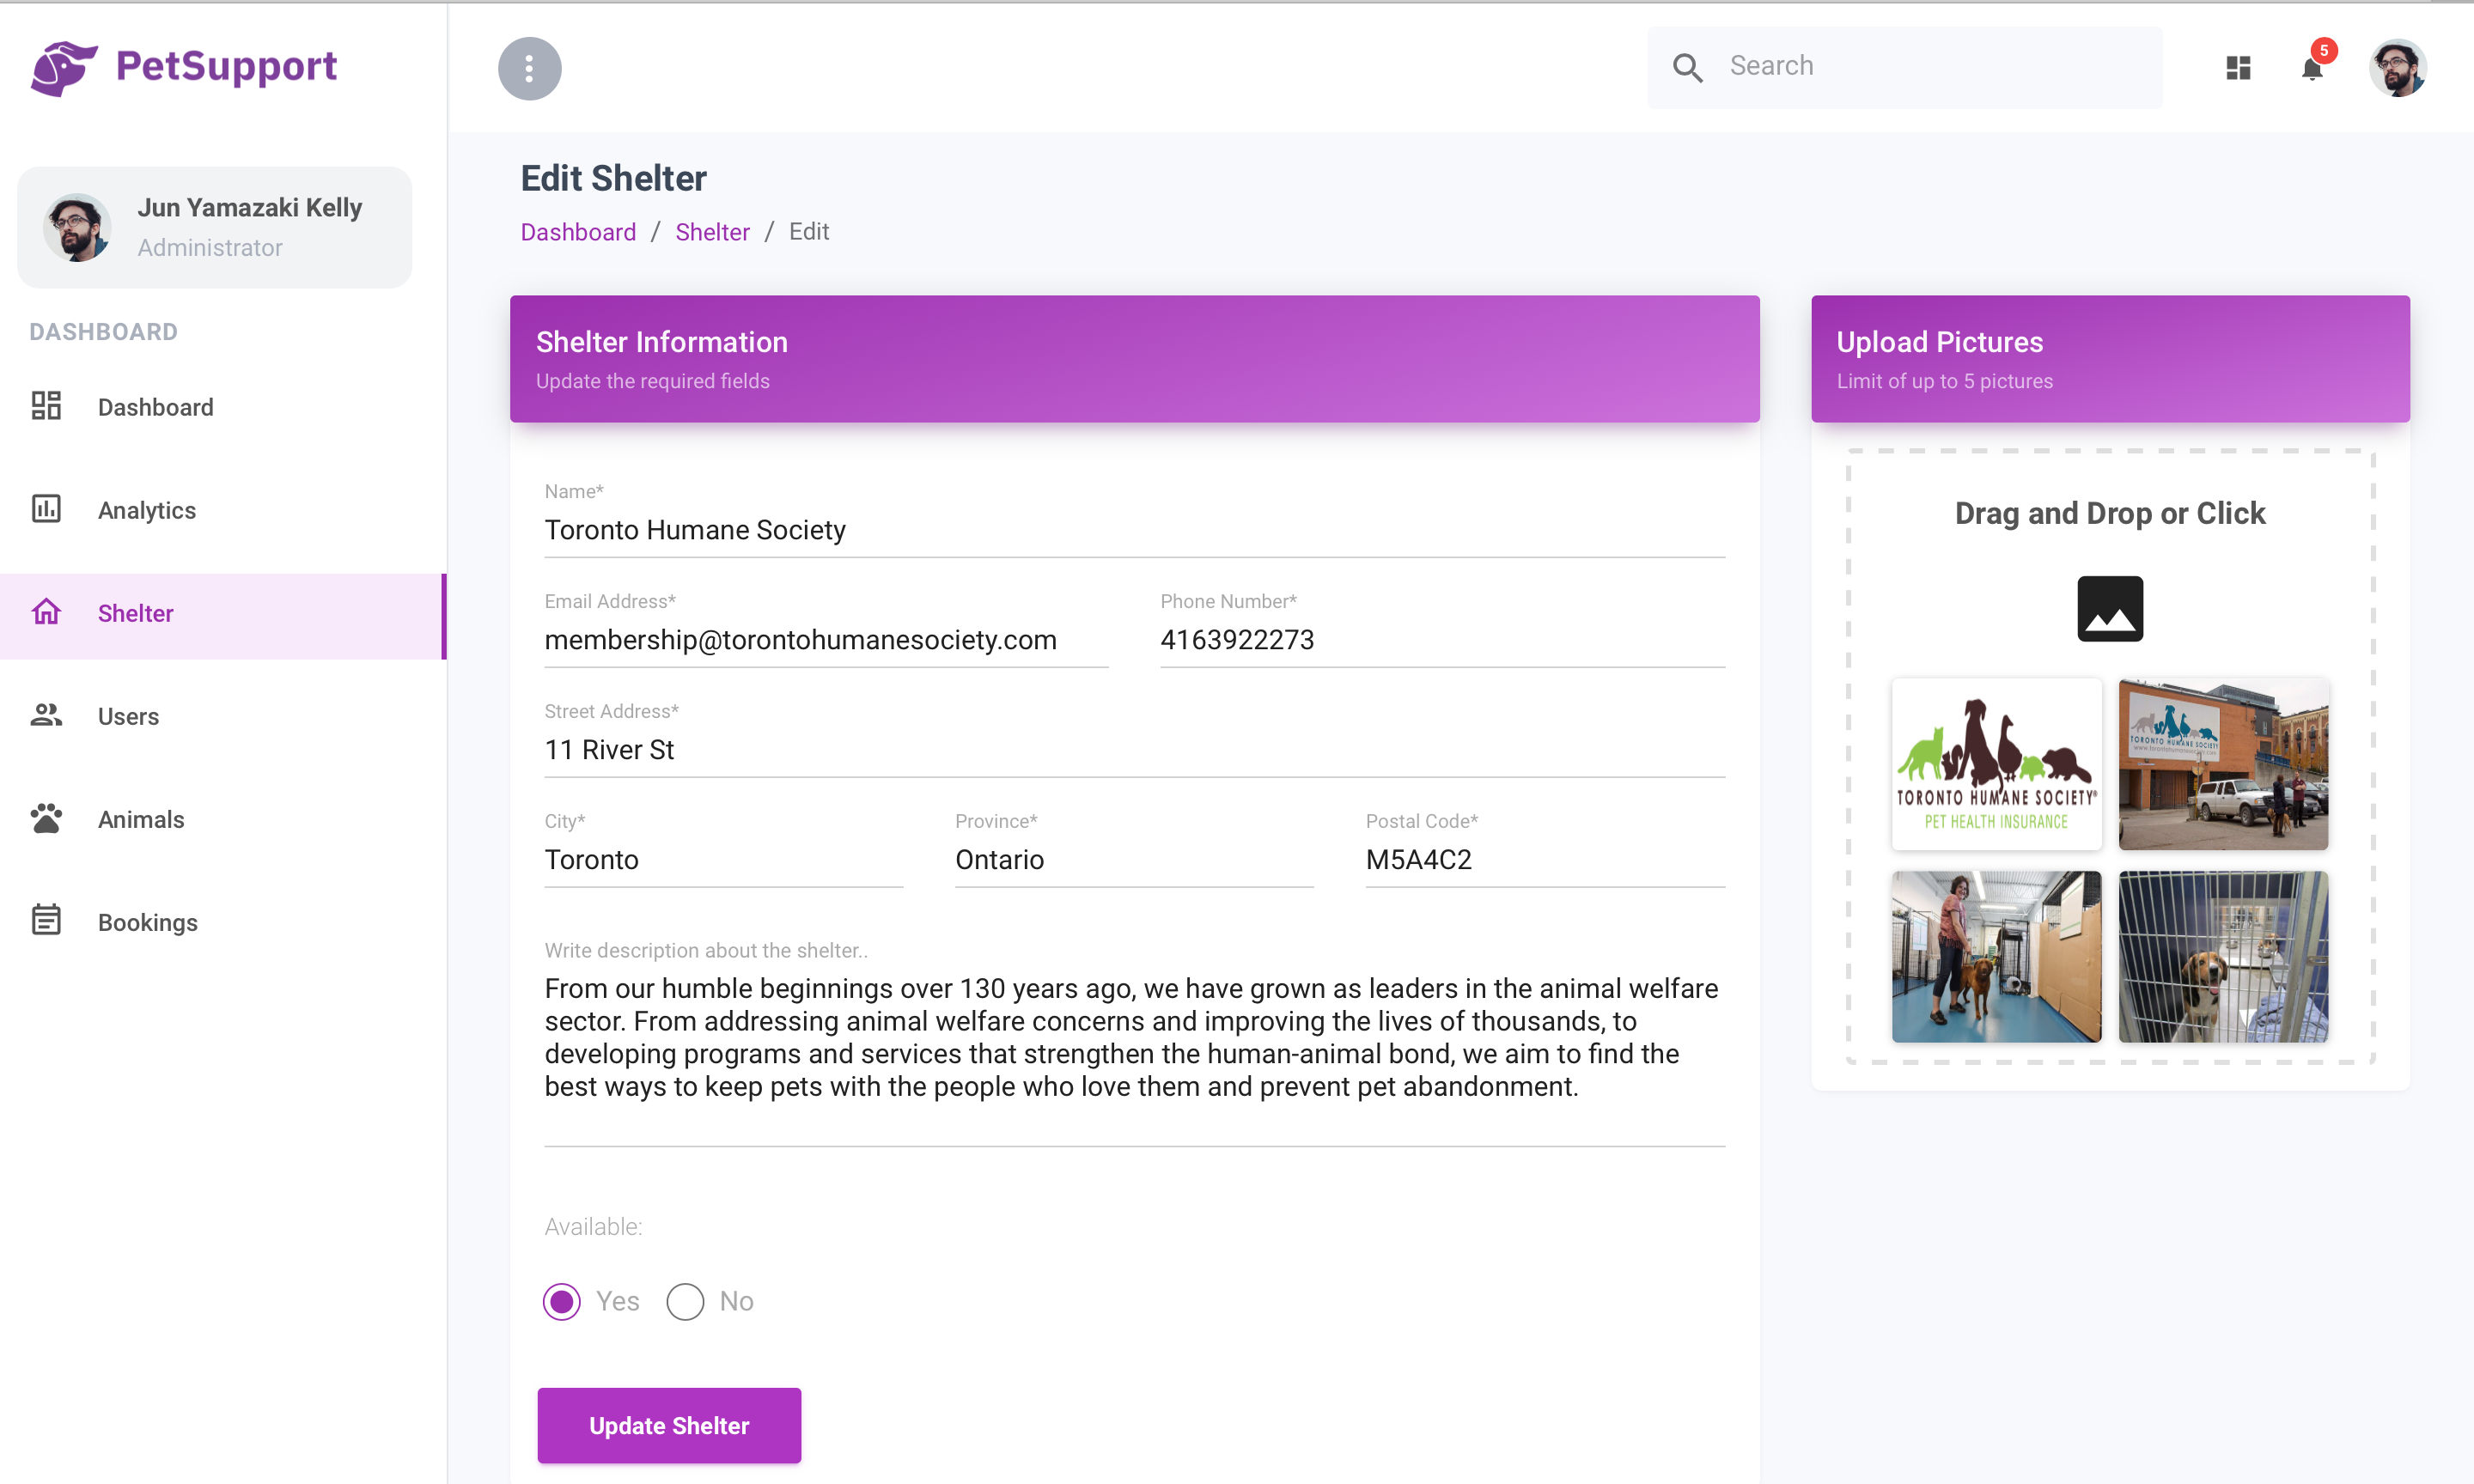 PetSupport
Search
5
Jun Yamazaki Kelly
Administrator
DASHBOARD
Dashboard
Analytics
Shelter
Users
Animals
Bookings
Edit Shelter
Dashboard / Shelter / Edit
Shelter Information
Update the required fields
Name*
Toronto Humane Society
Email Address*
membership@torontohumanesociety.com
Phone Number*
4163922273
Street Address*
11 River St
City*
Toronto
Province*
Ontario
Postal Code*
M5A4C2
Write description about the shelter..
From our humble beginnings over 130 years ago, we have grown as leaders in the animal welfare
sector. From addressing animal welfare concerns and improving the lives of thousands, to
developing programs and services that strengthen the human-animal bond, we aim to find the
best ways to keep pets with the people who love them and prevent pet abandonment.
Available:
Yes
No
Update Shelter
Upload Pictures
Limit of up to 5 pictures
Drag and Drop or Click
TORONTO HUMANE SOCIETY®
PET HEALTH INSURANCE
TORONTO HUMANE SOCIETY
www.torontohumanesociety.com